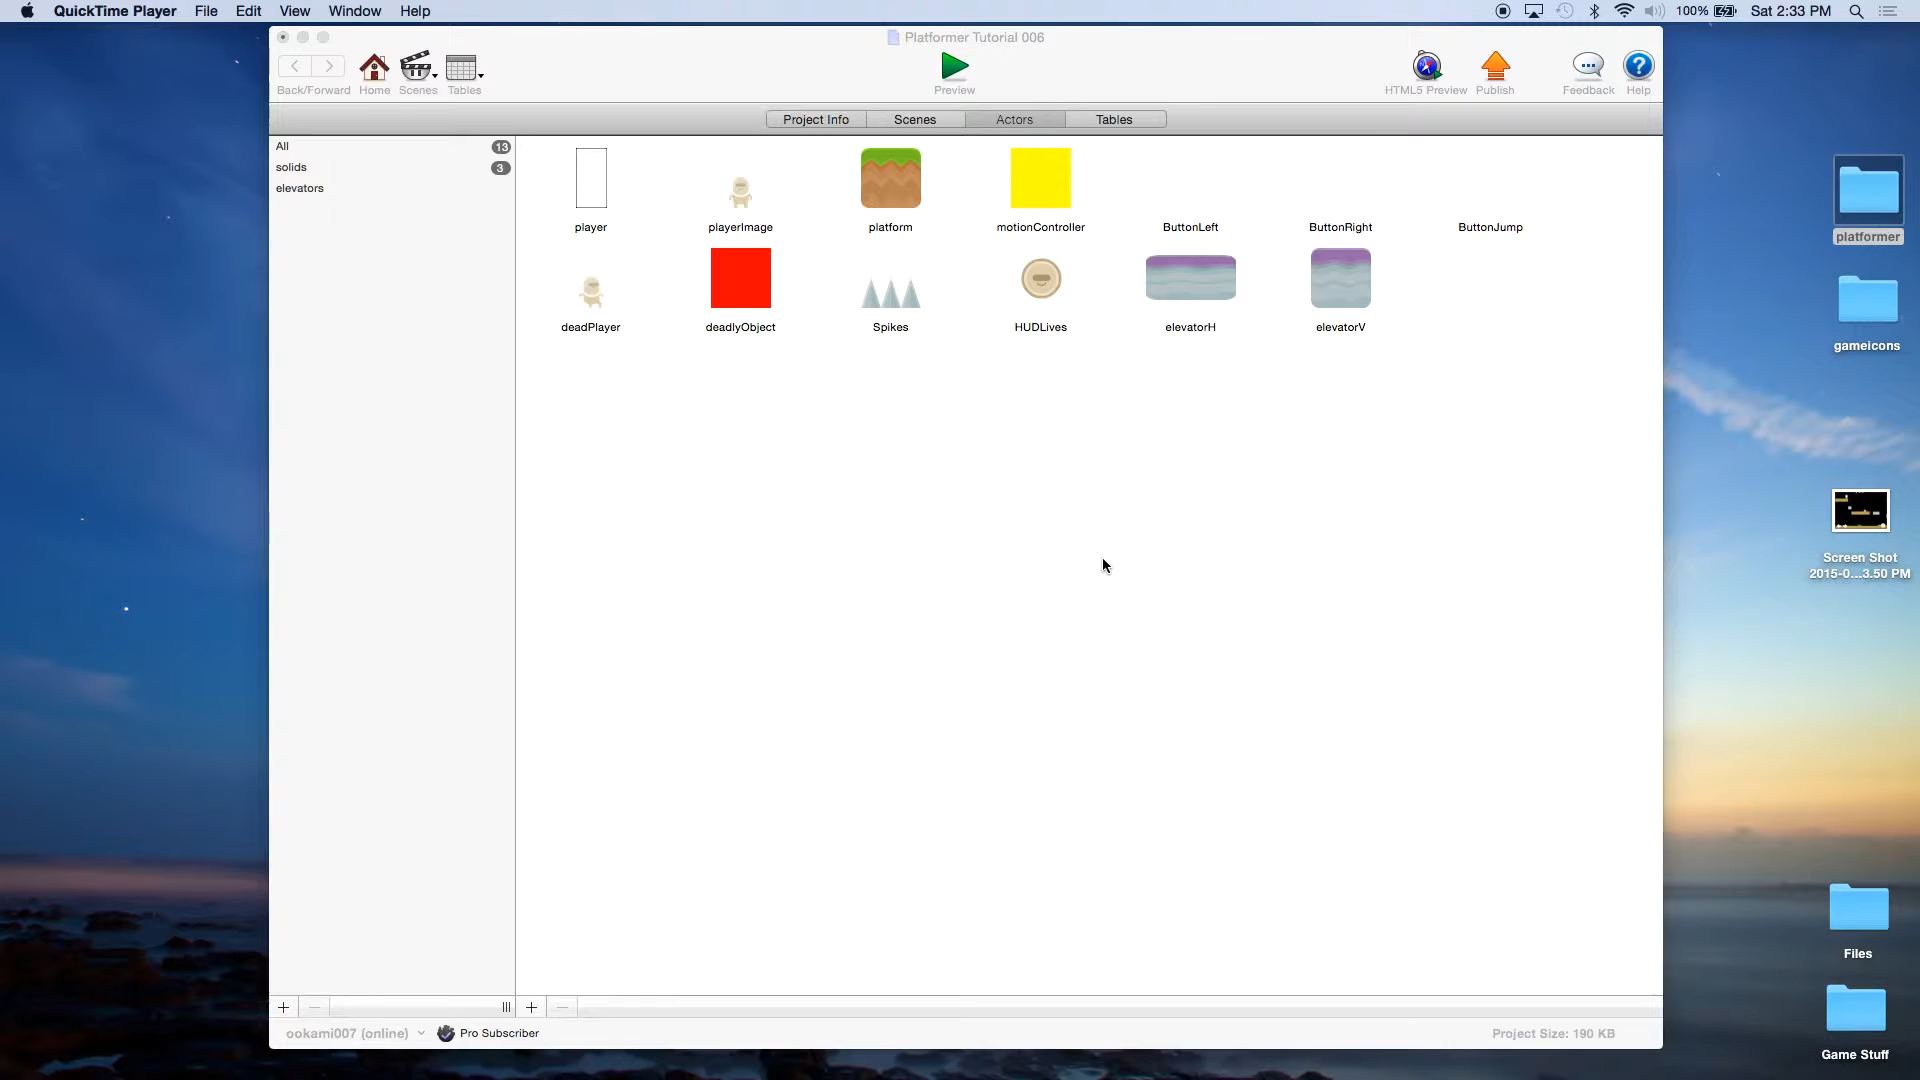 QuickTime Player File Edit View Window Help
100% Sat 2:33 PM
Platformer Tutorial 006
Back/Forward Home Scenes Tables
Preview
HTML5 Preview Publish Feedback Help
Project Info Scenes Actors Tables
All 13
solids 3
elevators
player playerImage platform motionController ButtonLeft ButtonRight ButtonJump
deadPlayer deadlyObject Spikes HUDLives elevatorH elevatorV
platformer
gameicons
Screen Shot
2015-0...3.50 PM
Files
Game Stuff
ookami007 (online) Pro Subscriber
Project Size: 190 KB